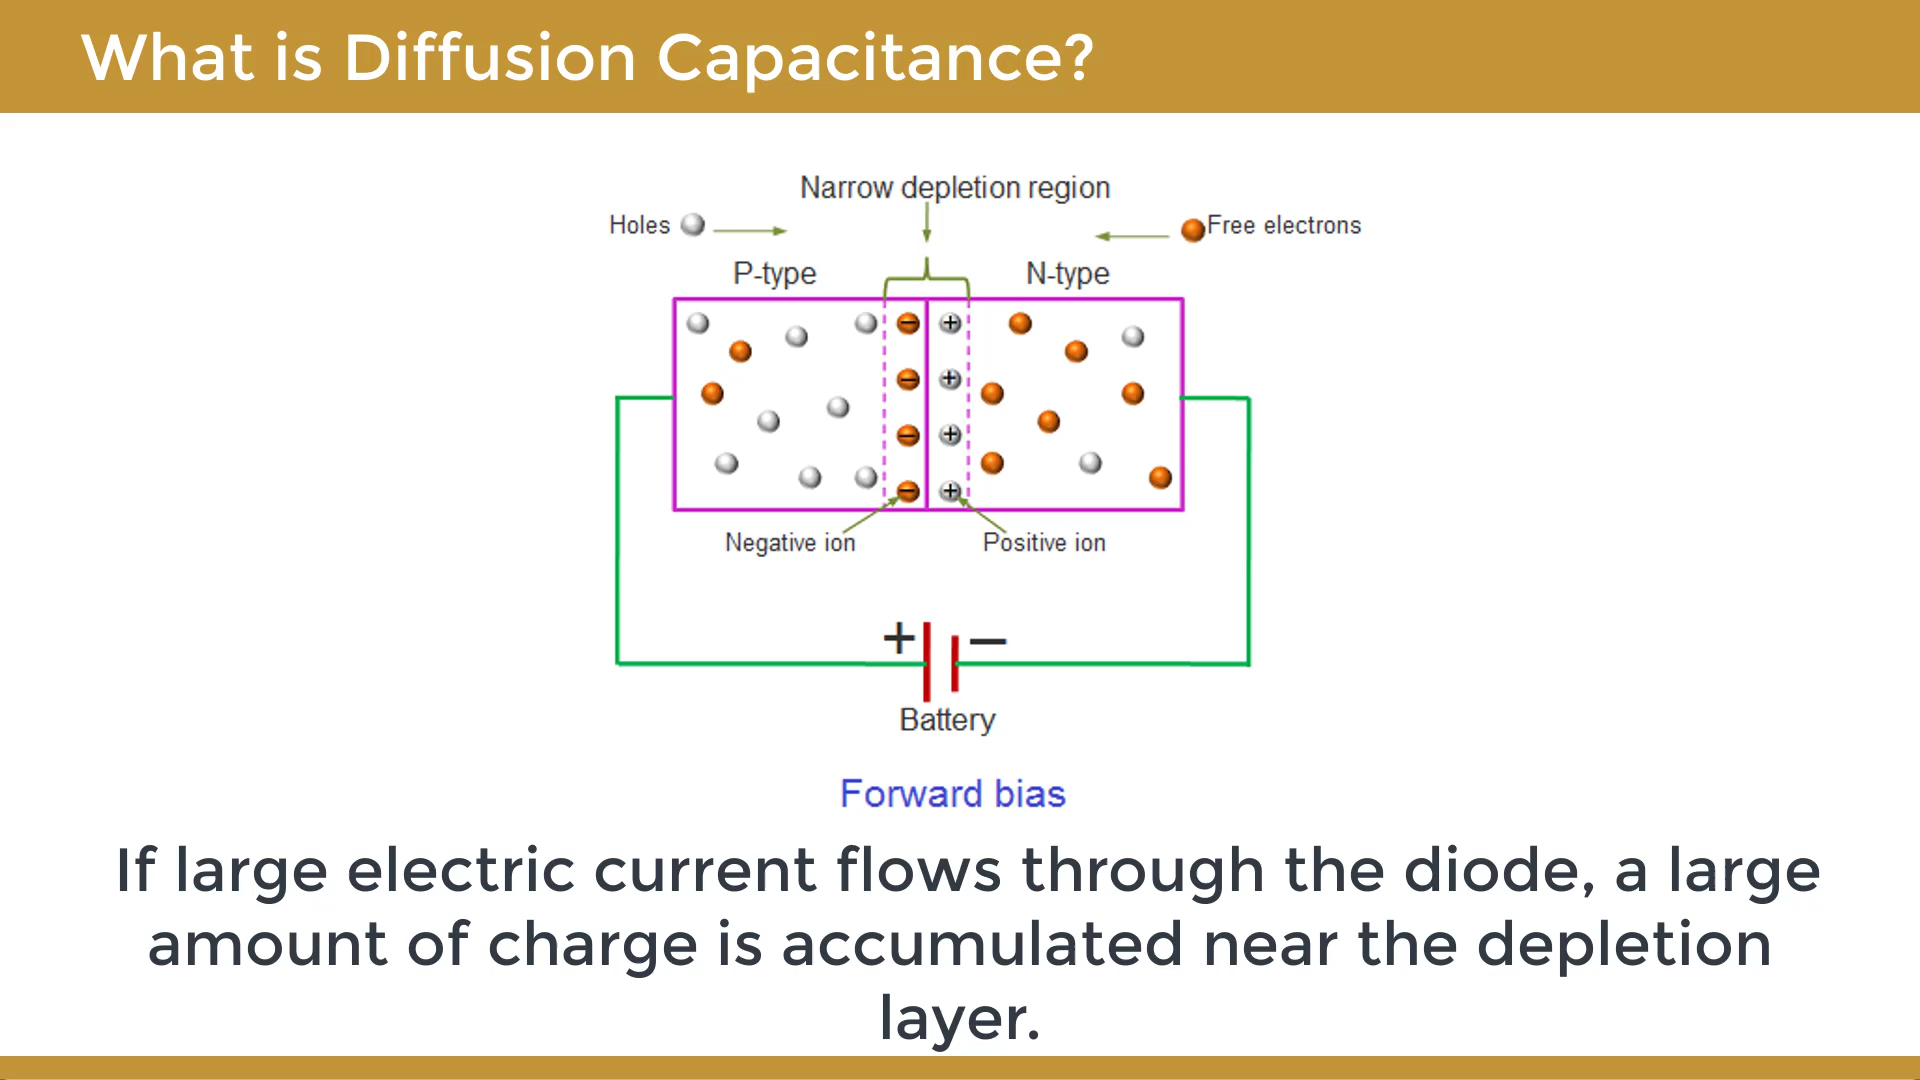 What is Diffusion Capacitance?
Narrow depletion region
Holes
Free electrons
P-type
N-type
− +
− +
− +
− +
Negative ion
Positive ion
+ −
Battery
Forward bias
If large electric current flows through the diode, a large
amount of charge is accumulated near the depletion
layer.